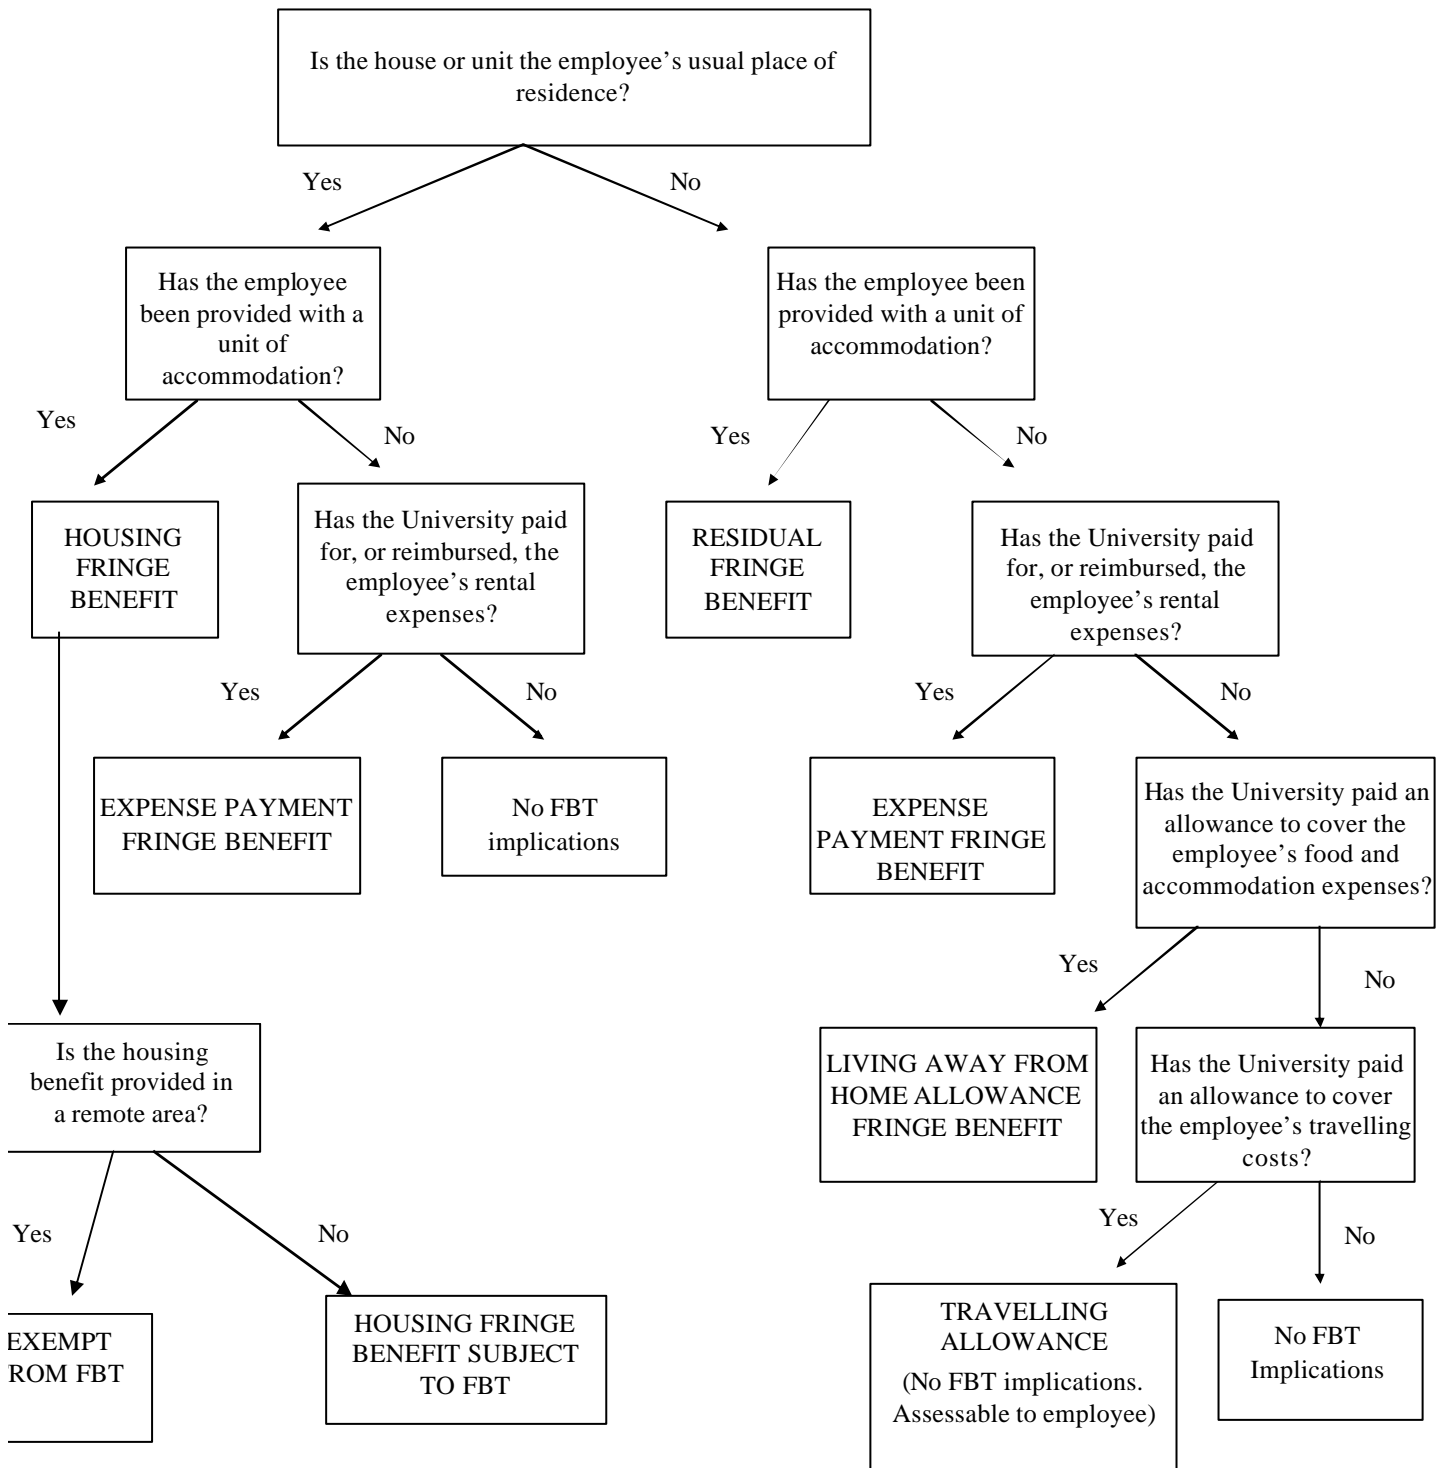 Is the house or unit the employee's usual place of
residence?
Yes
No
Has the employee
been provided with a
unit of
accommodation?
Has the employee been
provided with a unit of
accommodation?
Yes
No
Yes
No
HOUSING
FRINGE
BENEFIT
Has the University paid
for, or reimbursed, the
employee's rental
expenses?
RESIDUAL
FRINGE
BENEFIT
Has the University paid
for, or reimbursed, the
employee's rental
expenses?
Yes
No
Yes
No
EXPENSE PAYMENT
FRINGE BENEFIT
No FBT
implications
EXPENSE
PAYMENT FRINGE
BENEFIT
Has the University paid an
allowance to cover the
employee's food and
accommodation expenses?
Yes
No
Is the housing
benefit provided in
a remote area?
LIVING AWAY FROM
HOME ALLOWANCE
FRINGE BENEFIT
Has the University paid
an allowance to cover
the employee's travelling
costs?
Yes
No
Yes
No
EXEMPT
ROM FBT
HOUSING FRINGE
BENEFIT SUBJECT
TO FBT
TRAVELLING
ALLOWANCE
(No FBT implications.
Assessable to employee)
No FBT
Implications